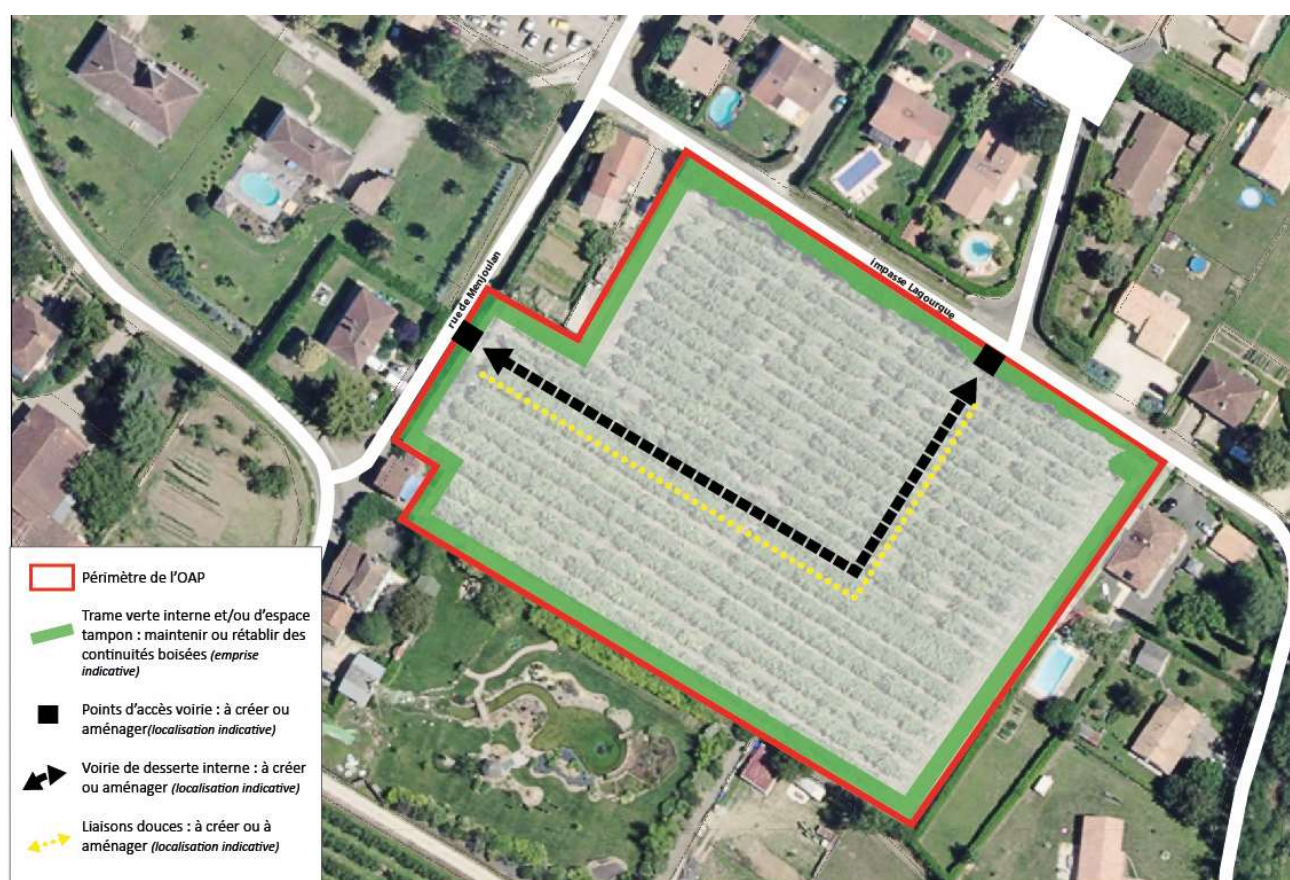 rue de Menjoulan
impasse Lagourgue
Périmètre de l'OAP
Trame verte interne et/ou d'espace
tampon : maintenir ou rétablir des
continuités boisées (emprise
indicative)
Points d'accès voirie : à créer ou
aménager(localisation indicative)
Voirie de desserte interne : à créer
ou aménager (localisation indicative)
Liaisons douces : à créer ou à
aménager (localisation indicative)